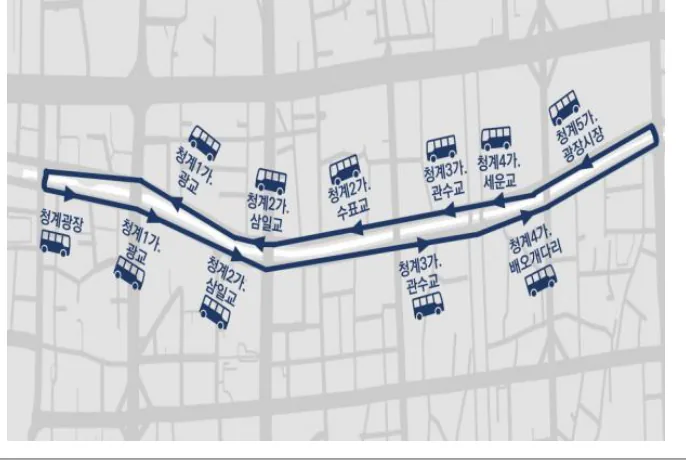 청계1가.
광교
청계2가.
삼일교
청계2가.
수표교
청계3가.
관수교
청계4가.
세운교
청계5가.
광장시장
청계광장
청계1가.
광교
청계2가.
삼일교
청계3가.
관수교
청계4가.
배오개다리